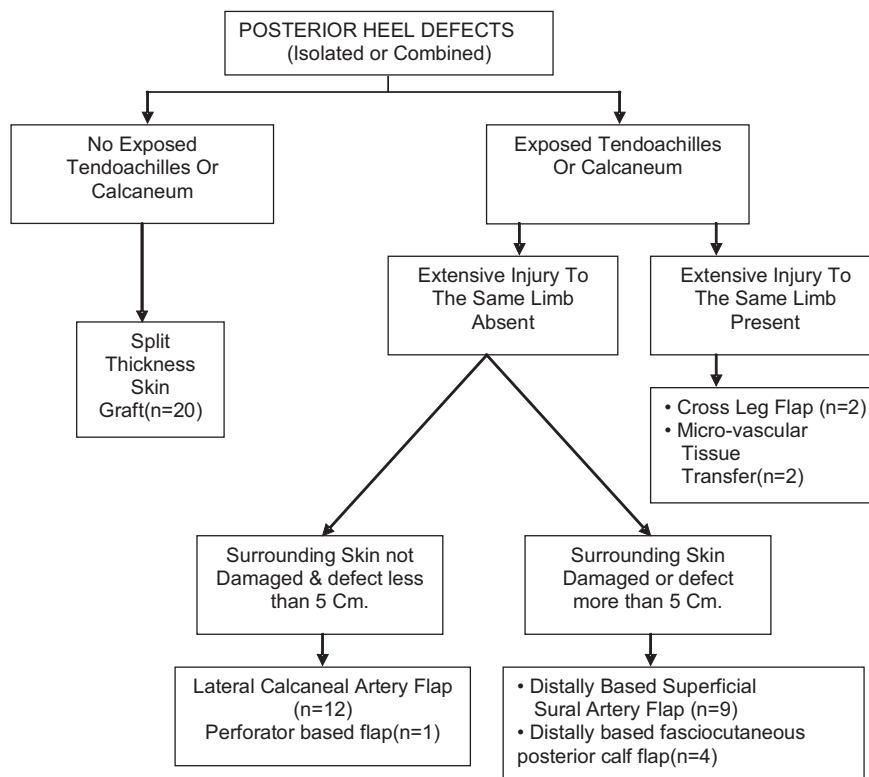 POSTERIOR HEEL DEFECTS
(Isolated or Combined)
No Exposed
Tendoachilles Or
Calcaneum
Exposed Tendoachilles
Or Calcaneum
Extensive Injury To
The Same Limb
Absent
Extensive Injury To
The Same Limb
Present
Split
Thickness
Skin
Graft(n=20)
• Cross Leg Flap (n=2)
• Micro-vascular
Tissue
Transfer(n=2)
Surrounding Skin not
Damaged & defect less
than 5 Cm.
Surrounding Skin
Damaged or defect
more than 5 Cm.
Lateral Calcaneal Artery Flap
(n=12)
Perforator based flap(n=1)
• Distally Based Superficial
Sural Artery Flap (n=9)
• Distally based fasciocutaneous
posterior calf flap(n=4)